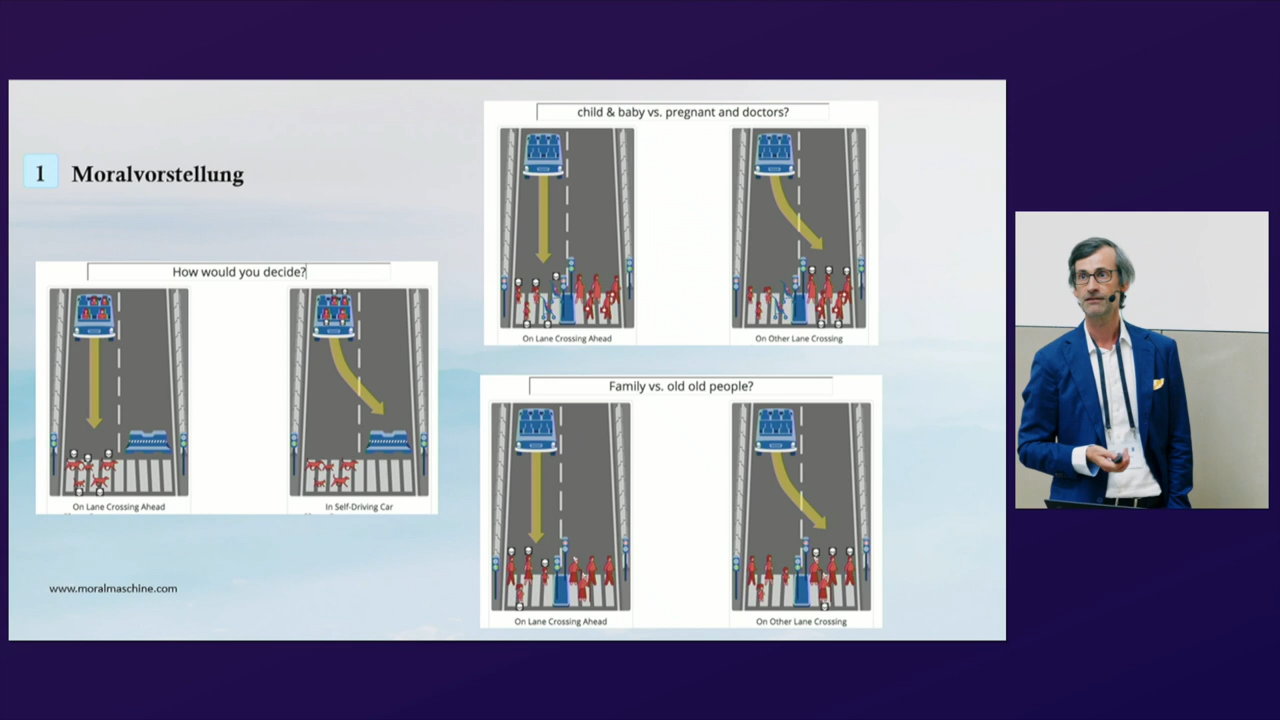 1 Moralvorstellung
How would you decide?
On Lane Crossing Ahead
In Self-Driving Car
www.moralmaschine.com
child & baby vs. pregnant and doctors?
On Lane Crossing Ahead
On Other Lane Crossing
Family vs. old old people?
On Lane Crossing Ahead
On Other Lane Crossing